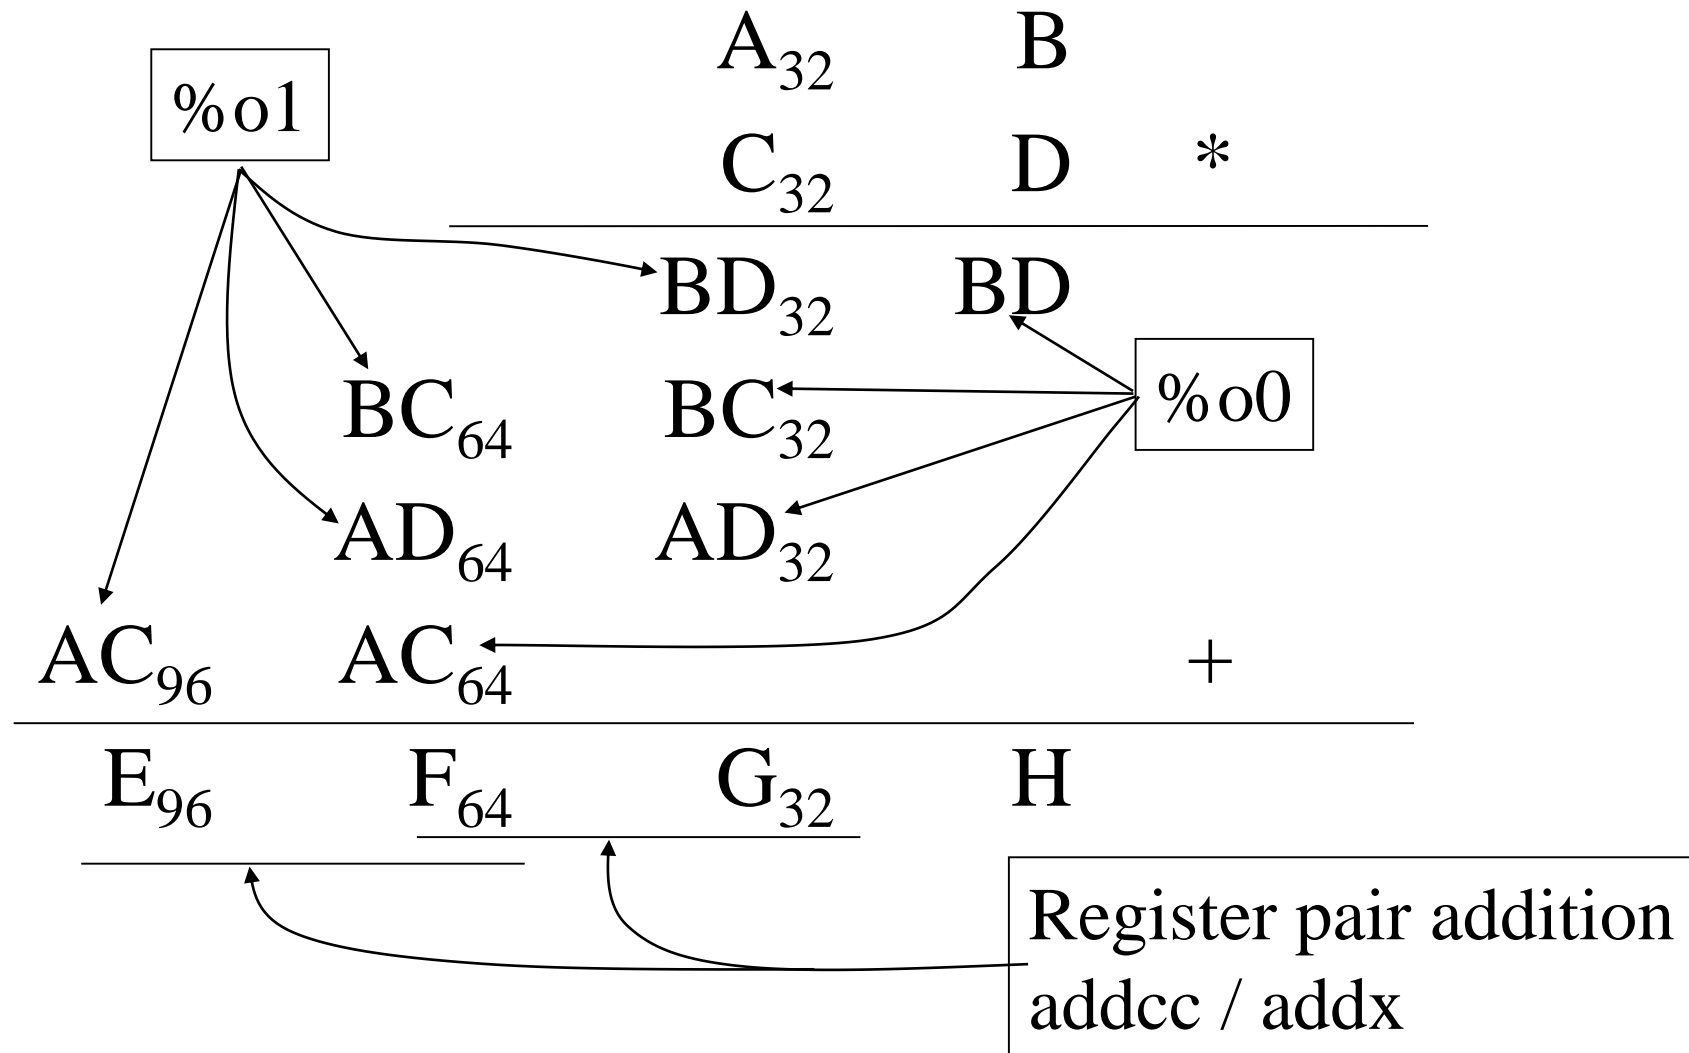 A₃₂ B
%o1
C₃₂ D *
BD₃₂ BD
BC₆₄ BC₃₂ %o0
AD₆₄ AD₃₂
AC₉₆ AC₆₄ +
E₉₆ F₆₄ G₃₂ H
Register pair addition
addcc / addx